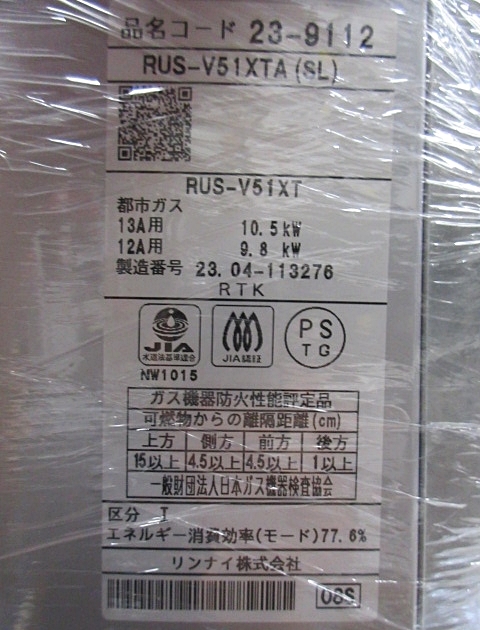 品名コード 23-9112
RUS-V51XTA(SL)
RUS-V51XT
都市ガス
13A用 10.5kW
12A用 9.8kW
製造番号 23.04-113276
RTK
JIA
水道法基準適合
JIA認証
PS
TG
NW1015
ガス機器防火性能評定品
可燃物からの離隔距離(cm)
上方 側方 前方 後方
15以上 4.5以上 4.5以上 1以上
一般財団法人日本ガス機器検査協会
区分 I
エネルギー消費効率(モード)77.6%
リンナイ株式会社
08S